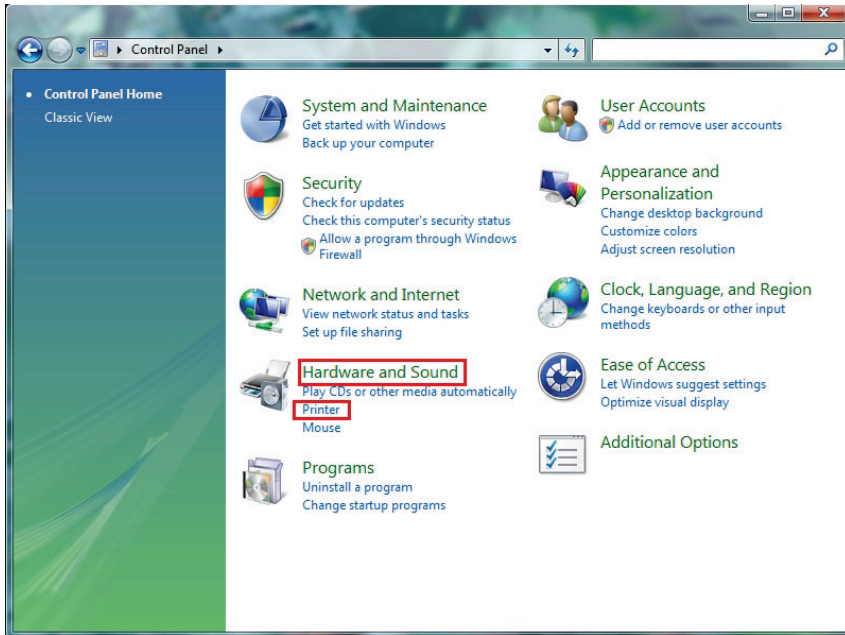 Control Panel
Control Panel Home
Classic View
System and Maintenance
Get started with Windows
Back up your computer
Security
Check for updates
Check this computer's security status
Allow a program through Windows
Firewall
Network and Internet
View network status and tasks
Set up file sharing
Hardware and Sound
Play CDs or other media automatically
Printer
Mouse
Programs
Uninstall a program
Change startup programs
User Accounts
Add or remove user accounts
Appearance and
Personalization
Change desktop background
Customize colors
Adjust screen resolution
Clock, Language, and Region
Change keyboards or other input
methods
Ease of Access
Let Windows suggest settings
Optimize visual display
Additional Options